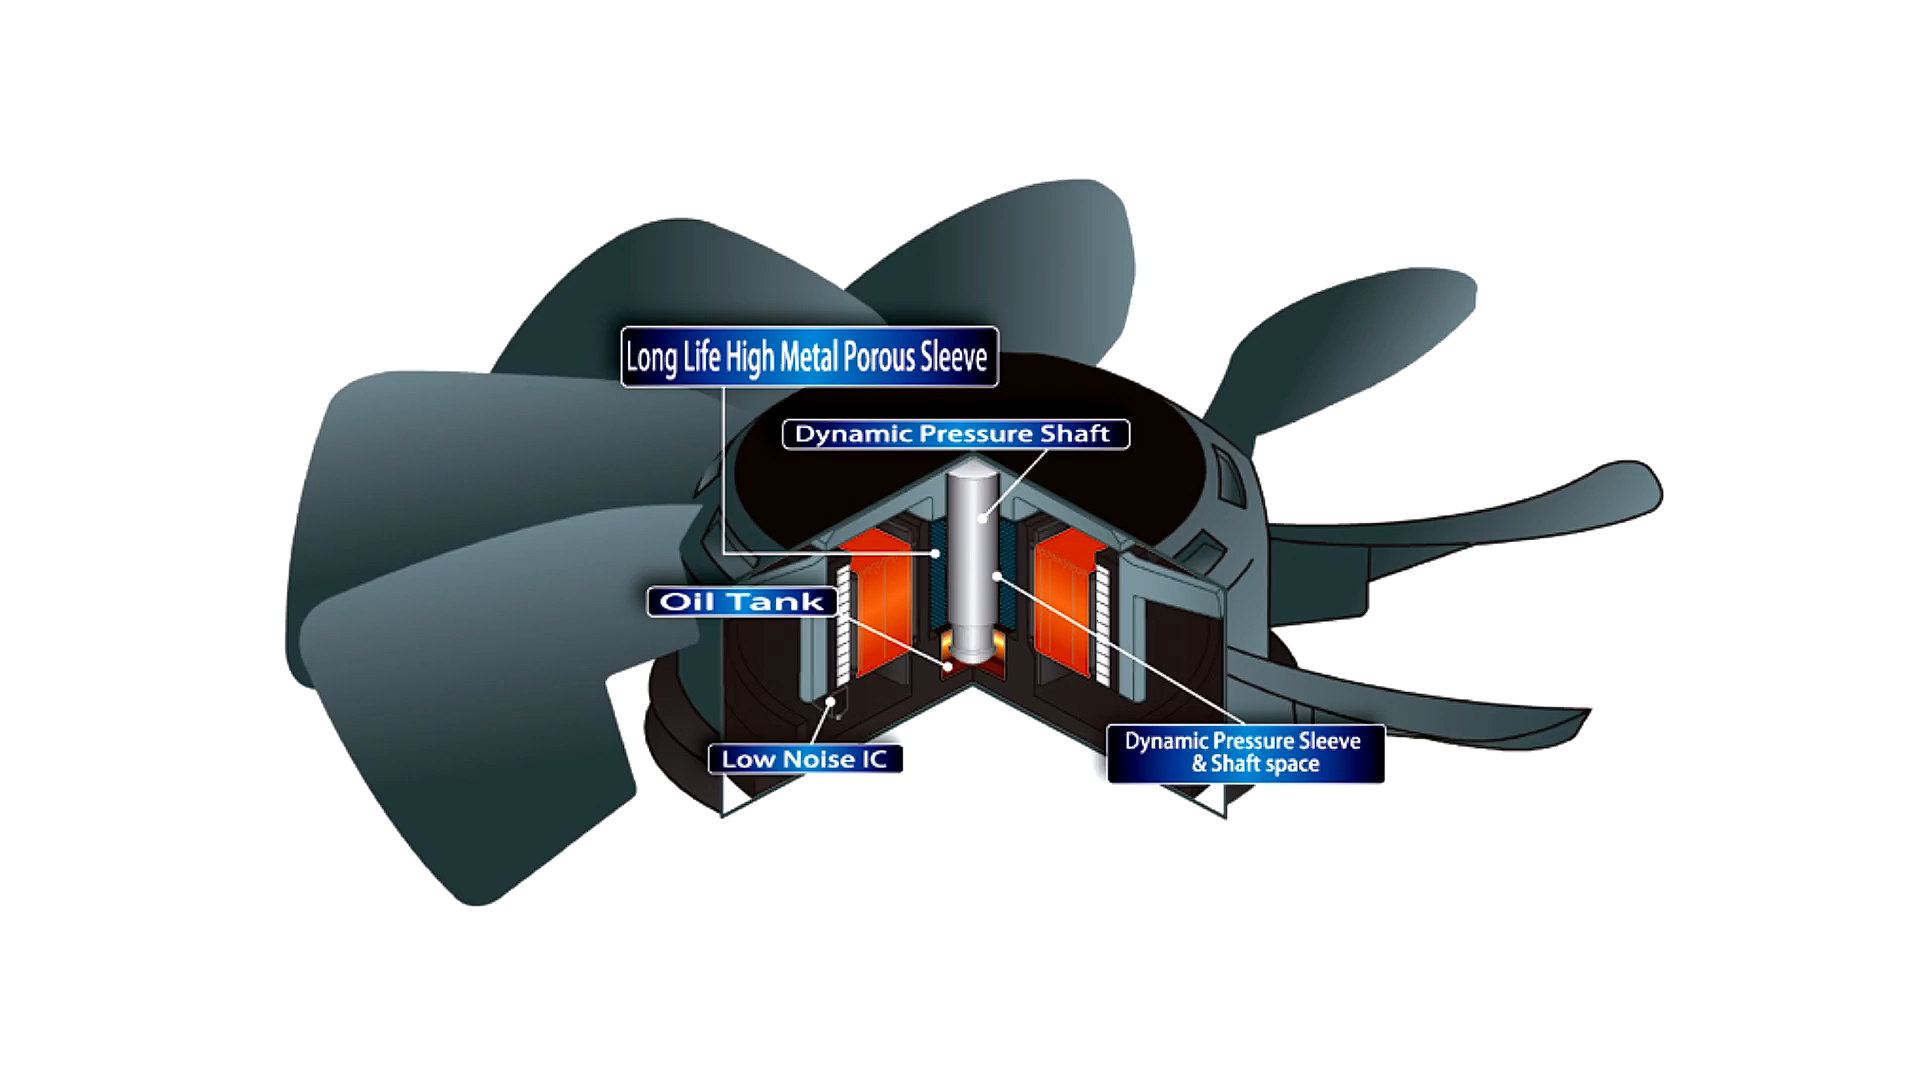 Long Life High Metal Porous Sleeve
Dynamic Pressure Shaft
Oil Tank
Low Noise IC
Dynamic Pressure Sleeve
& Shaft space